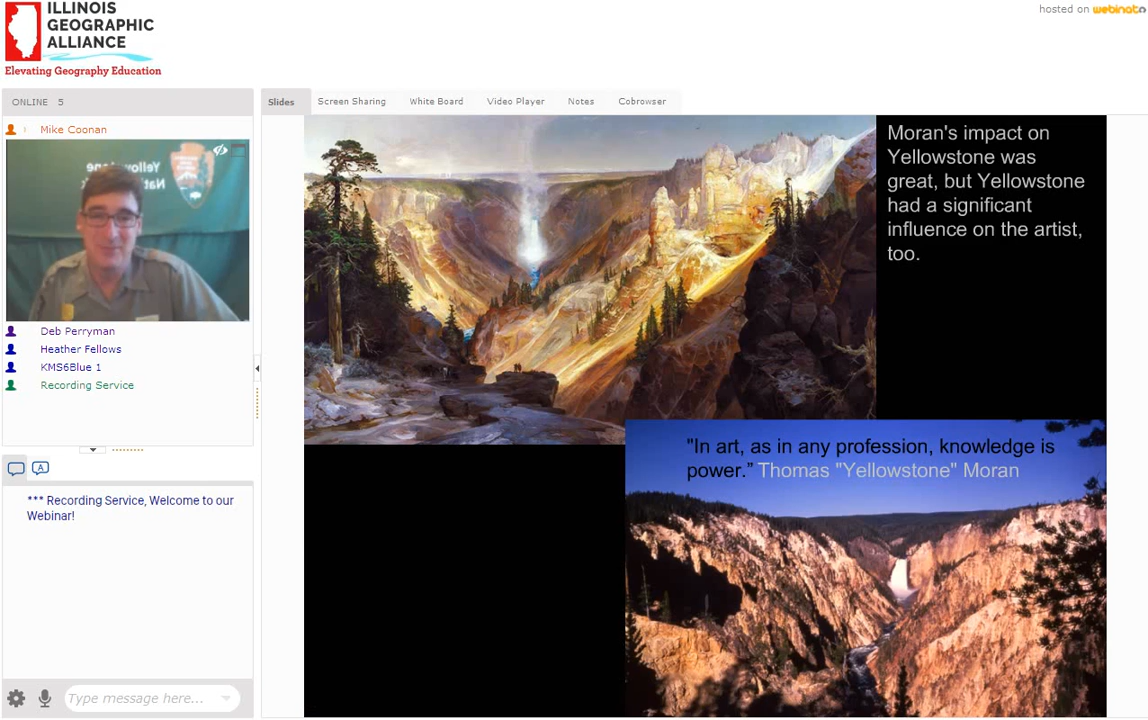 ILLINOIS
GEOGRAPHIC
ALLIANCE
Elevating Geography Education
hosted on webinato
ONLINE 5
Mike Coonan
Yellowstone
Deb Perryman
Heather Fellows
KMS6Blue 1
Recording Service
A
*** Recording Service, Welcome to our
Webinar!
Type message here...
Slides
Screen Sharing
White Board
Video Player
Notes
Cobrowser
Moran's impact on
Yellowstone was
great, but Yellowstone
had a significant
influence on the artist,
too.
"In art, as in any profession, knowledge is
power.” Thomas "Yellowstone" Moran